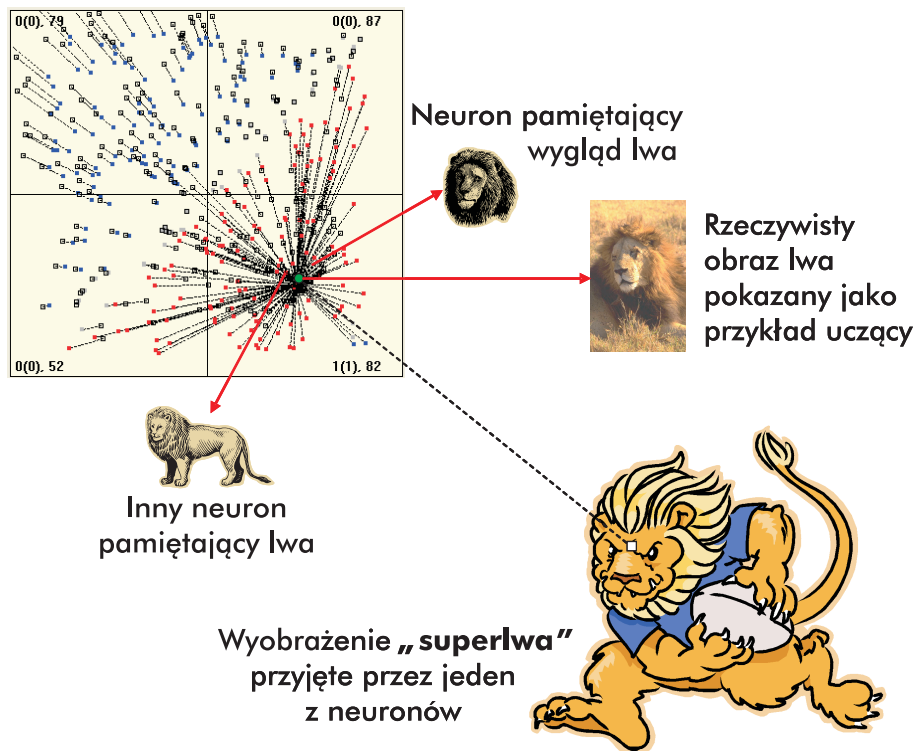 0(0), 79
0(0), 87
0(0), 52
1(1), 82
Neuron pamiętający
wygląd lwa
Rzeczywisty
obraz lwa
pokazany jako
przykład uczący
Inny neuron
pamiętający lwa
Wyobrażenie „superlwa”
przyjęte przez jeden
z neuronów